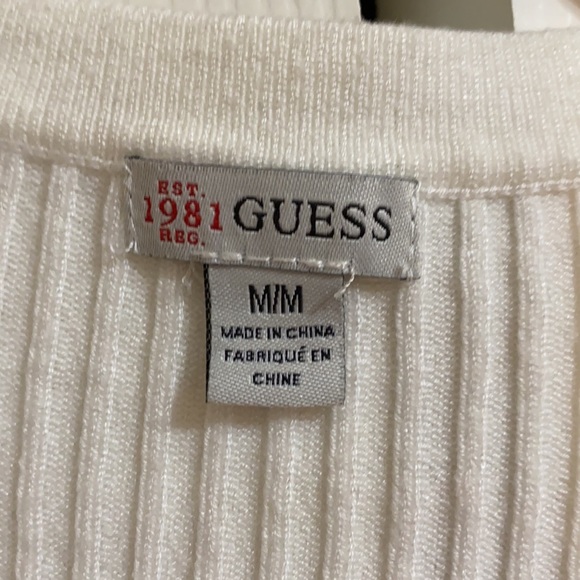 EST.
1981 GUESS
REG.
M/M
MADE IN CHINA
FABRIQUÉ EN
CHINE